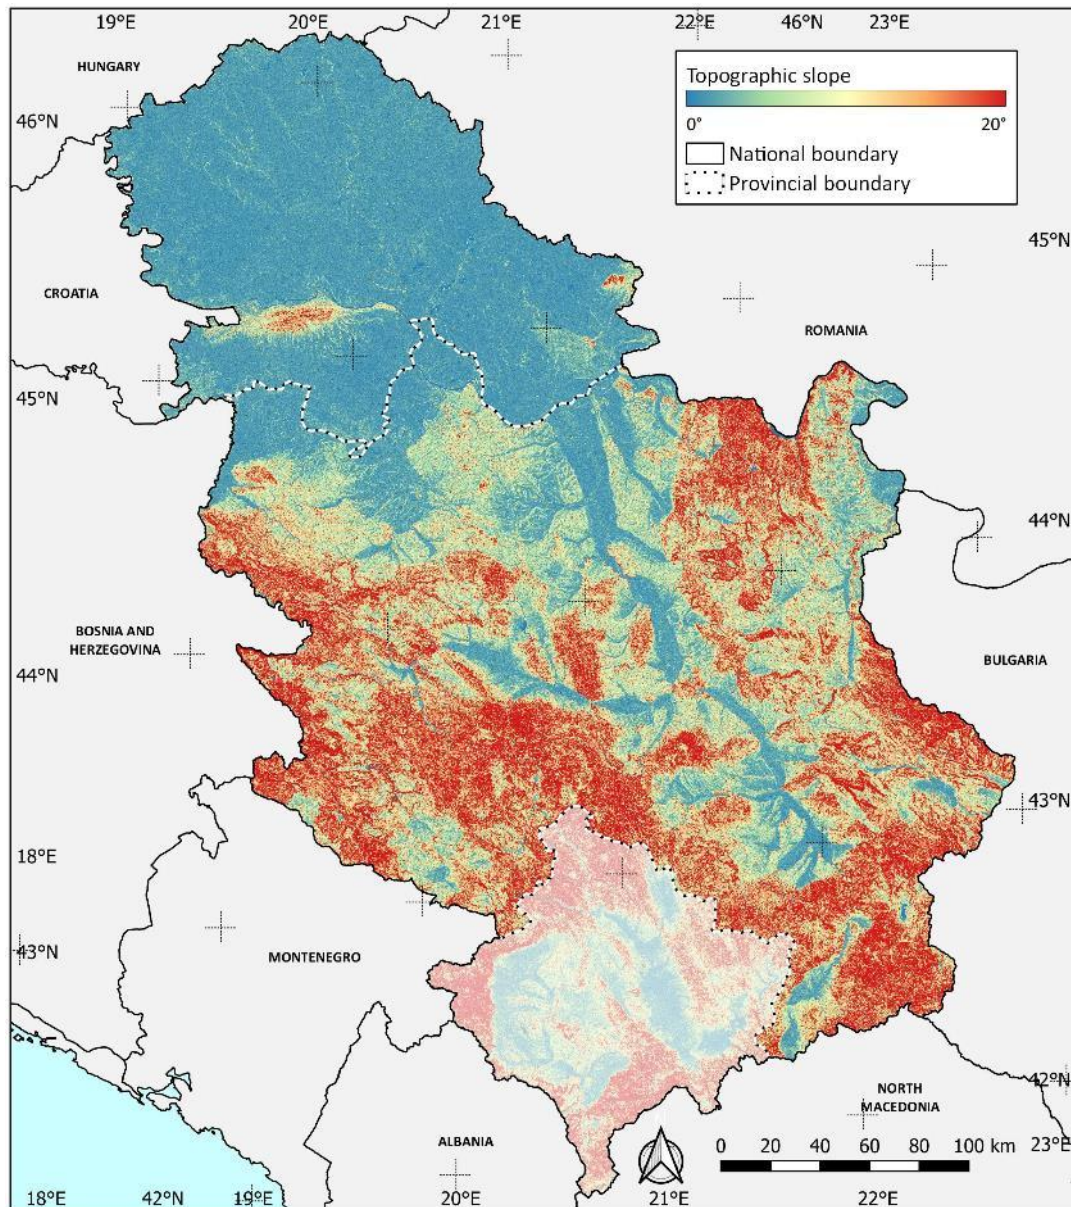 19°E 20°E 21°E 22°E 46°N 23°E
HUNGARY
Topographic slope
0° 20°
National boundary
Provincial boundary
46°N
45°N
CROATIA
ROMANIA
45°N
44°N
BOSNIA AND
HERZEGOVINA
BULGARIA
44°N
43°N
18°E
43°N
MONTENEGRO
42°N
NORTH
MACEDONIA
ALBANIA
0 20 40 60 80 100 km
23°E
18°E 42°N 19°E 20°E 21°E 22°E